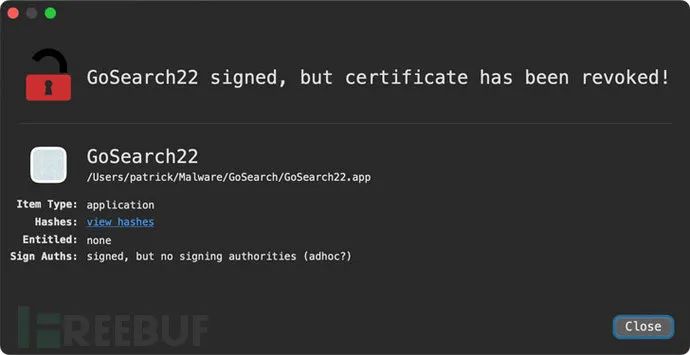 GoSearch22 signed, but certificate has been revoked!
GoSearch22
/Users/patrick/Malware/GoSearch/GoSearch22.app
Item Type: application
Hashes: view hashes
Entitled: none
Sign Auths: signed, but no signing authorities (adhoc?)
FREEBUF
Close